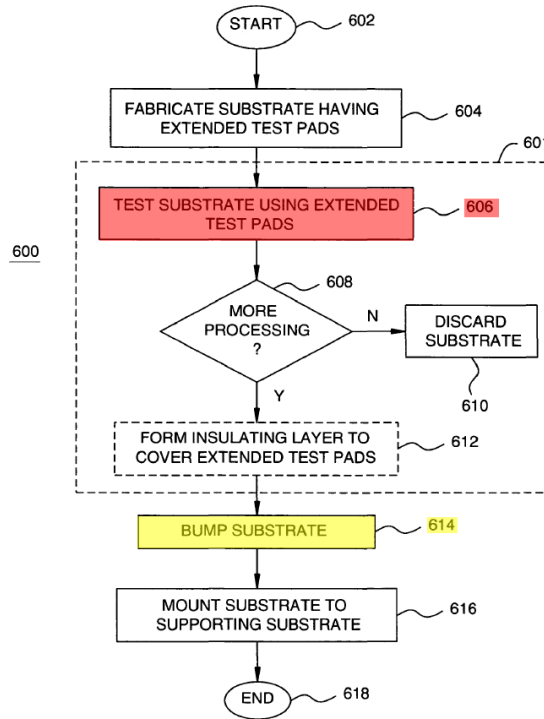 START
602
FABRICATE SUBSTRATE HAVING
EXTENDED TEST PADS
604
601
TEST SUBSTRATE USING EXTENDED
TEST PADS
606
600
608
MORE
PROCESSING
?
N
DISCARD
SUBSTRATE
610
Y
FORM INSULATING LAYER TO
COVER EXTENDED TEST PADS
612
BUMP SUBSTRATE
614
MOUNT SUBSTRATE TO
SUPPORTING SUBSTRATE
616
END
618